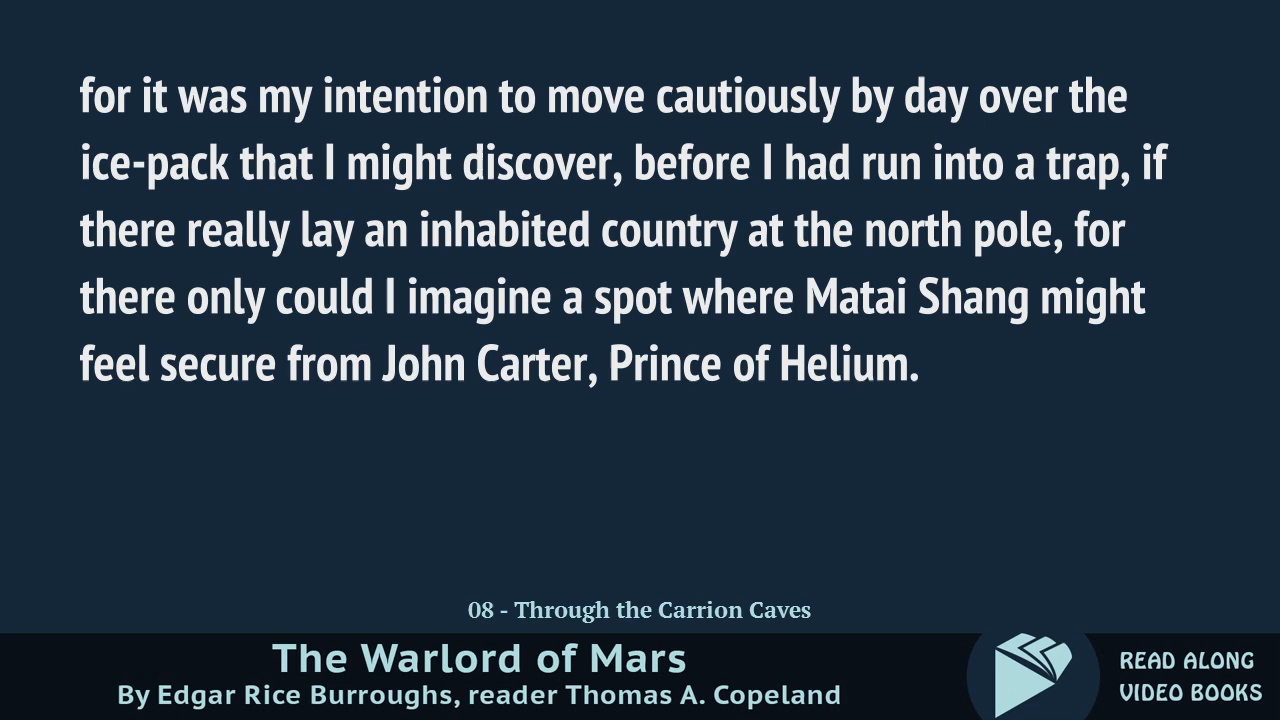 for it was my intention to move cautiously by day over the
ice-pack that I might discover, before I had run into a trap, if
there really lay an inhabited country at the north pole, for
there only could I imagine a spot where Matai Shang might
feel secure from John Carter, Prince of Helium.
08 - Through the Carrion Caves
The Warlord of Mars
By Edgar Rice Burroughs, reader Thomas A. Copeland
READ ALONG
VIDEO BOOKS